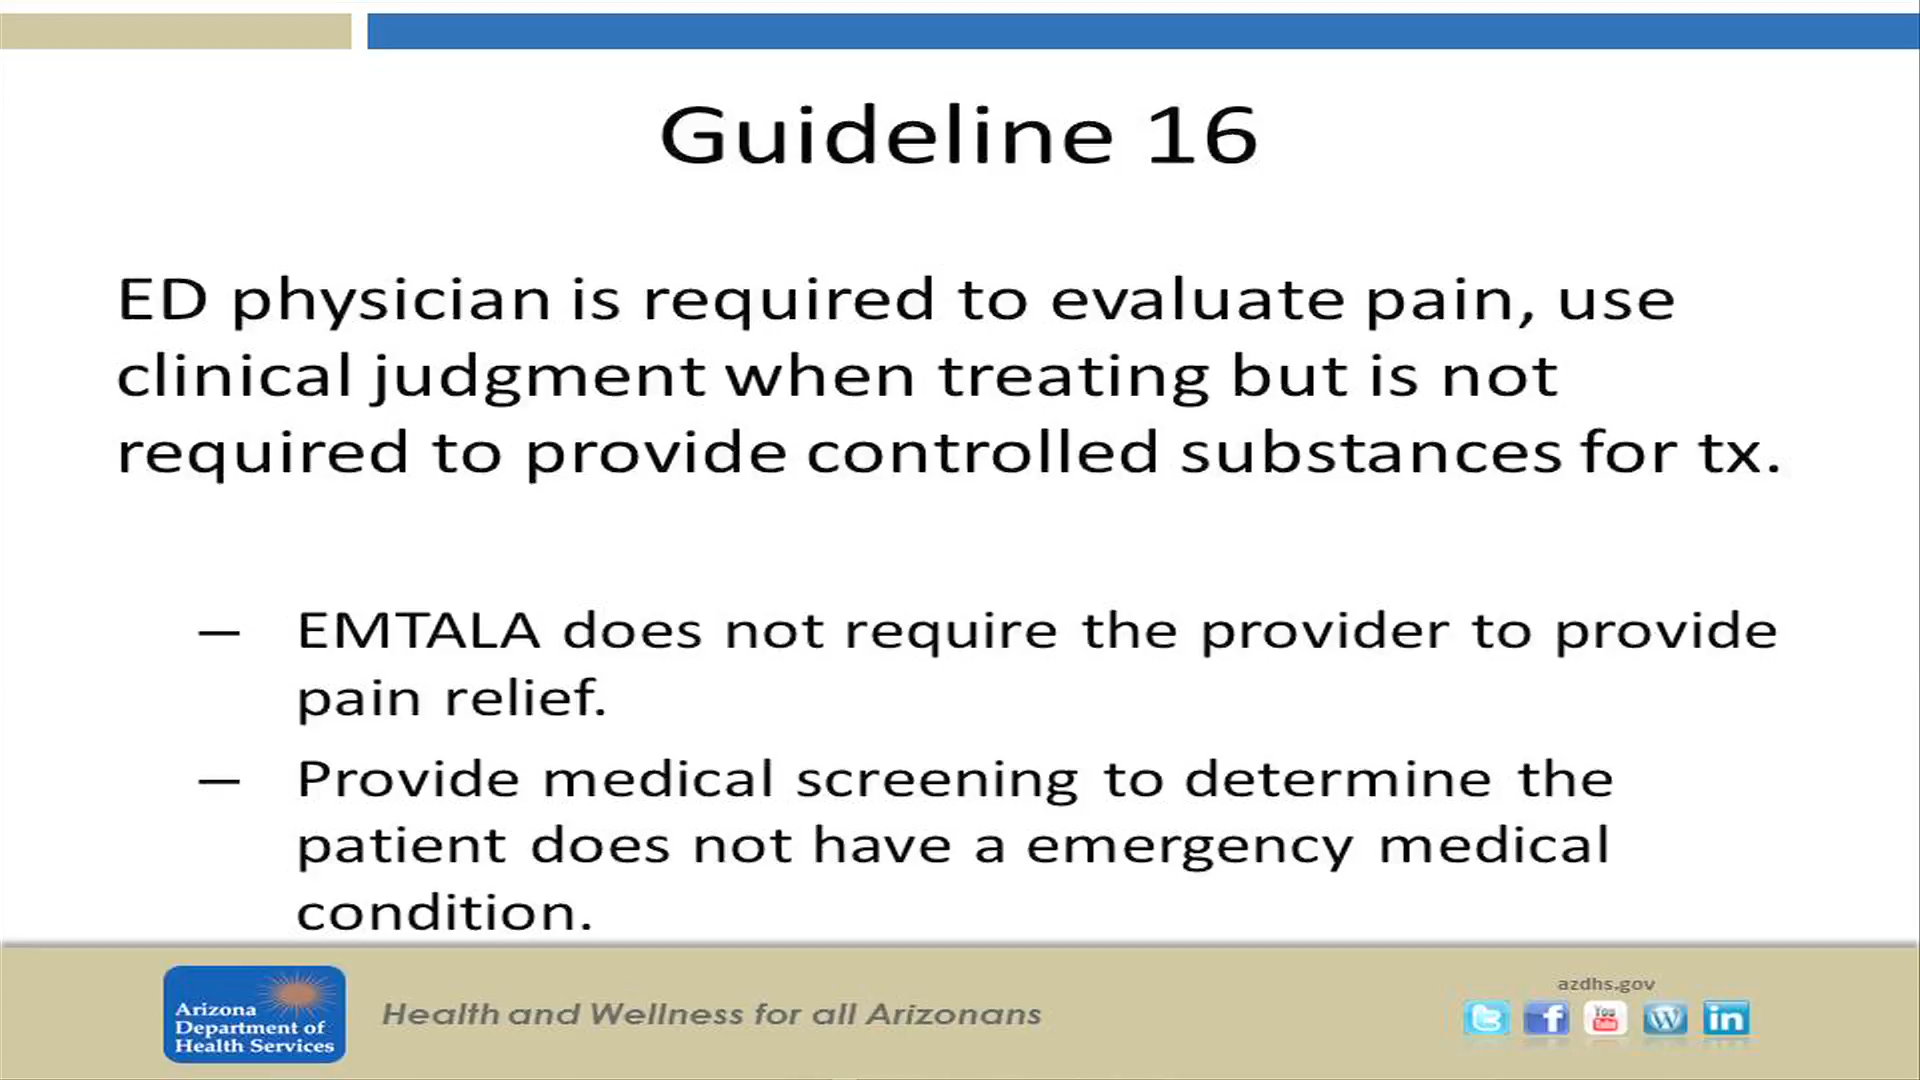 Guideline 16
ED physician is required to evaluate pain, use
clinical judgment when treating but is not
required to provide controlled substances for tx.
— EMTALA does not require the provider to provide
pain relief.
— Provide medical screening to determine the
patient does not have a emergency medical
condition.
Arizona
Department of
Health Services
Health and Wellness for all Arizonans
azdhs.gov
You
Tube